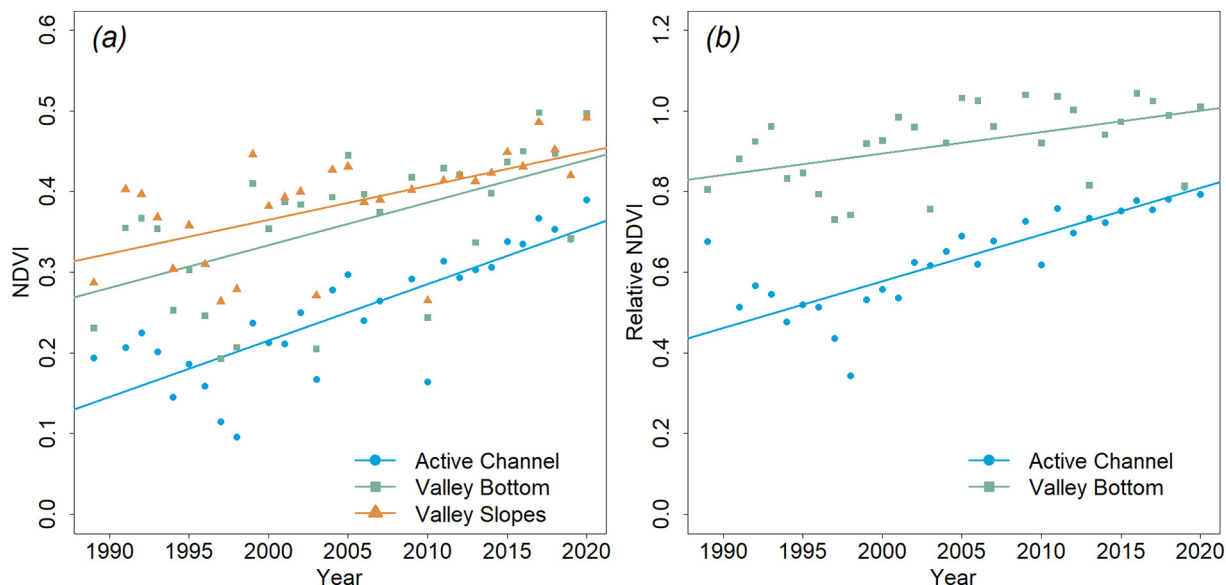 (a)
NDVI
0.6
0.5
0.4
0.3
0.2
0.1
0.0
Active Channel
Valley Bottom
Valley Slopes
1990 1995 2000 2005 2010 2015 2020
Year
(b)
Relative NDVI
1.2
1.0
0.8
0.6
0.4
0.2
0.0
Active Channel
Valley Bottom
1990 1995 2000 2005 2010 2015 2020
Year